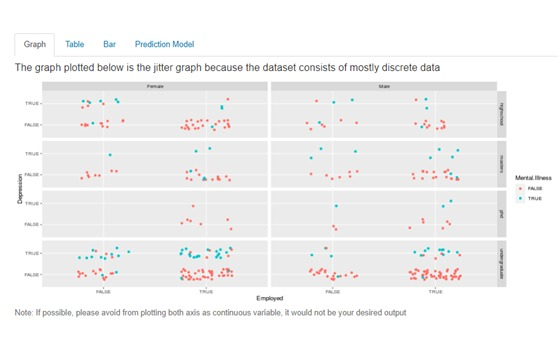 Graph Table Bar Prediction Model
The graph plotted below is the jitter graph because the dataset consists of mostly discrete data
Female Male
TRUE
FALSE
highschool
TRUE
FALSE
masters
TRUE
FALSE
phd
TRUE
FALSE
undergraduate
Depression
Mental.Illness
FALSE
TRUE
FALSE TRUE FALSE TRUE
Employed
Note: If possible, please avoid from plotting both axis as continuous variable, it would not be your desired output